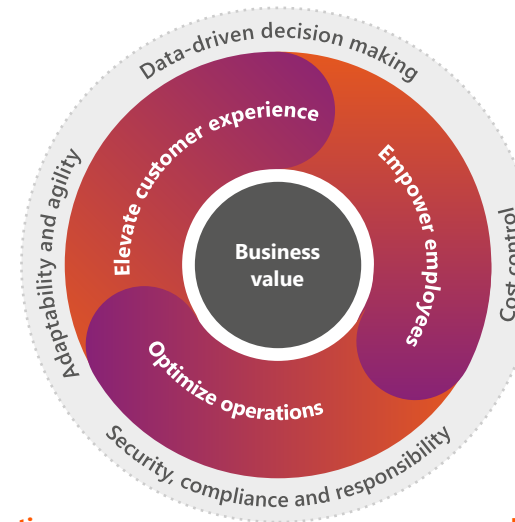 Data-driven decision making
Elevate customer experience
Empower employees
Adaptability and agility
Business
value
Cost control
Optimize operations
Security, compliance and responsibility